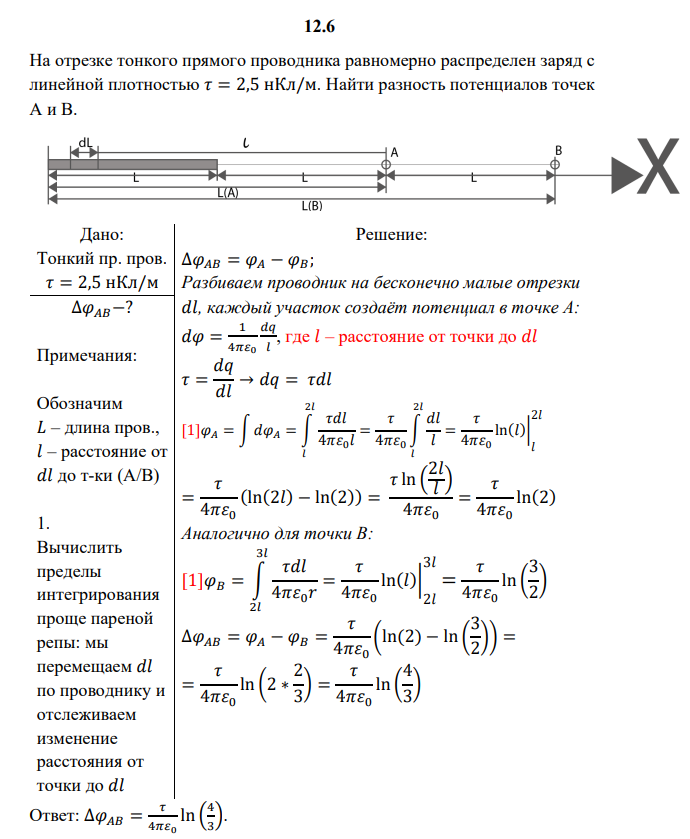 12.6
На отрезке тонкого прямого проводника равномерно распределен заряд с
линейной плотностью τ = 2,5 нКл/м. Найти разность потенциалов точек
А и В.
dL ℓ A B X
L L L
L(A)
L(B)
Дано:
Тонкий пр. пров.
τ = 2,5 нКл/м
Δφ_AB−?
Примечания:
Обозначим
L – длина пров.,
l – расстояние от
dl до т-ки (А/В)
1.
Вычислить
пределы
интегрирования
проще пареной
репы: мы
перемещаем dl
по проводнику и
отслеживаем
изменение
расстояния от
точки до dl
Решение:
Δφ_AB = φ_A − φ_B;
Разбиваем проводник на бесконечно малые отрезки
dl, каждый участок создаёт потенциал в точке А:
dφ = 1/(4πε₀) dq/l, где l – расстояние от точки до dl
τ = dq/dl → dq = τdl
[1]φ_A = ∫ dφ_A = ∫_l^2l τdl/(4πε₀l) = τ/(4πε₀) ∫_l^2l dl/l = τ/(4πε₀) ln(l)|_l^2l
= τ/(4πε₀) (ln(2l) − ln(2)) = τ ln(2l/l)/(4πε₀) = τ/(4πε₀) ln(2)
Аналогично для точки В:
[1]φ_B = ∫_2l^3l τdl/(4πε₀r) = τ/(4πε₀) ln(l)|_2l^3l = τ/(4πε₀) ln(3/2)
Δφ_AB = φ_A − φ_B = τ/(4πε₀) (ln(2) − ln(3/2)) =
= τ/(4πε₀) ln(2 ∗ 2/3) = τ/(4πε₀) ln(4/3)
Ответ: Δφ_AB = τ/(4πε₀) ln(4/3).